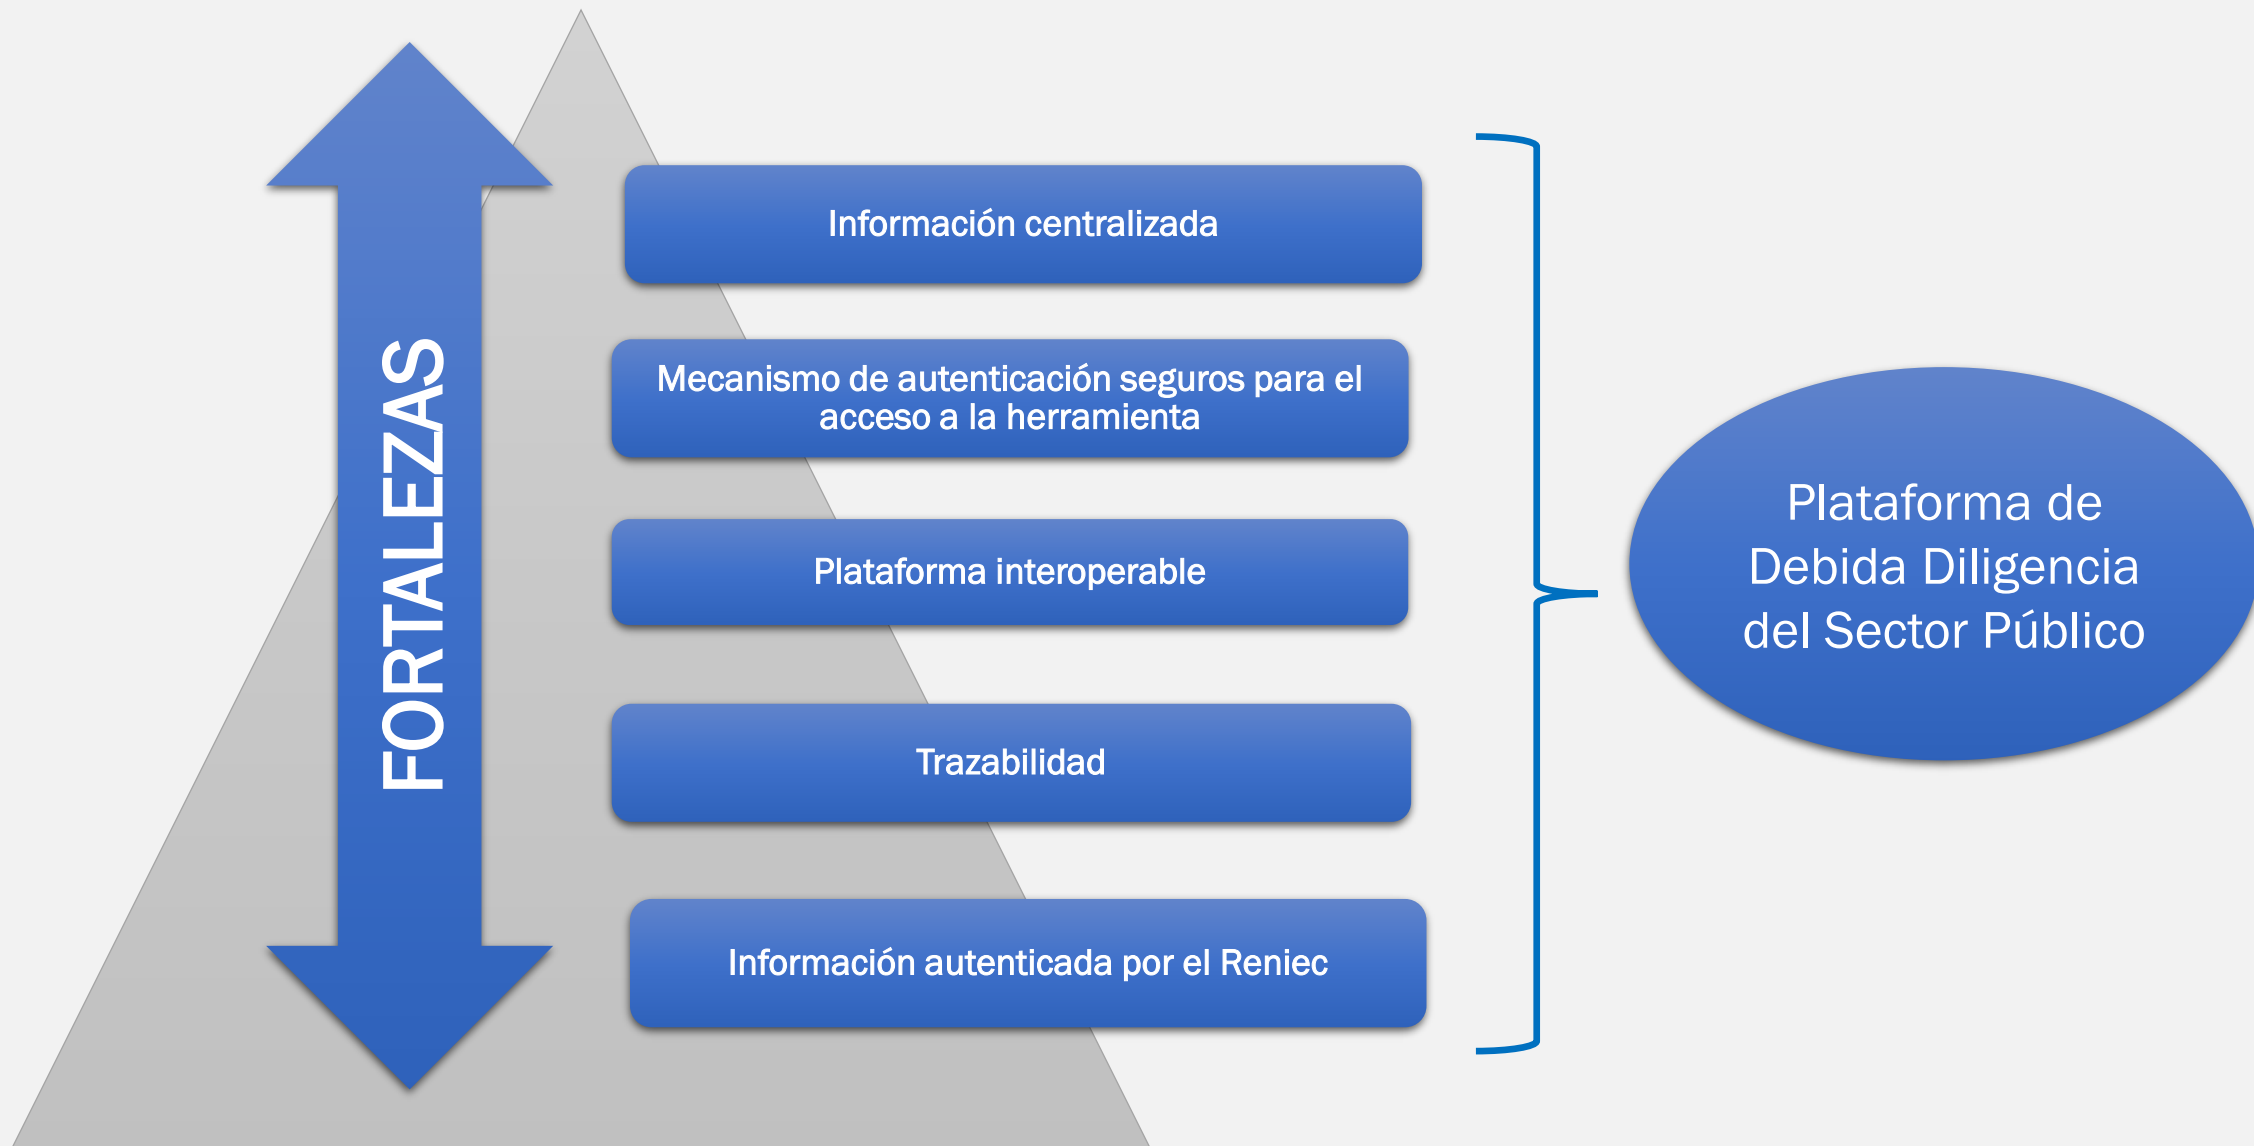 FORTALEZAS
Información centralizada
Mecanismo de autenticación seguros para el
acceso a la herramienta
Plataforma interoperable
Trazabilidad
Información autenticada por el Reniec
Plataforma de
Debida Diligencia
del Sector Público